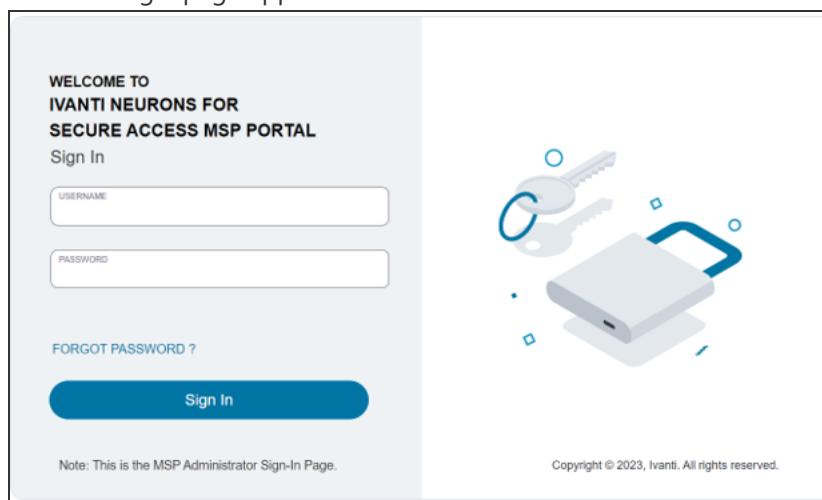 WELCOME TO
IVANTI NEURONS FOR
SECURE ACCESS MSP PORTAL
Sign In
USERNAME
PASSWORD
FORGOT PASSWORD ?
Sign In
Note: This is the MSP Administrator Sign-In Page.
Copyright © 2023, Ivanti. All rights reserved.